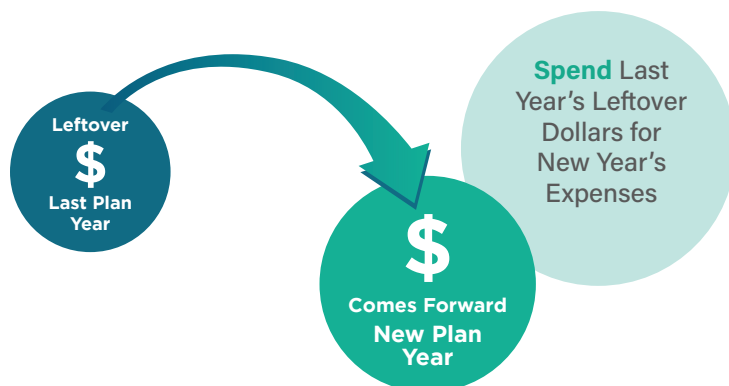 Leftover
$
Last Plan
Year
$
Comes Forward
New Plan
Year
Spend Last
Year’s Leftover
Dollars for
New Year’s
Expenses